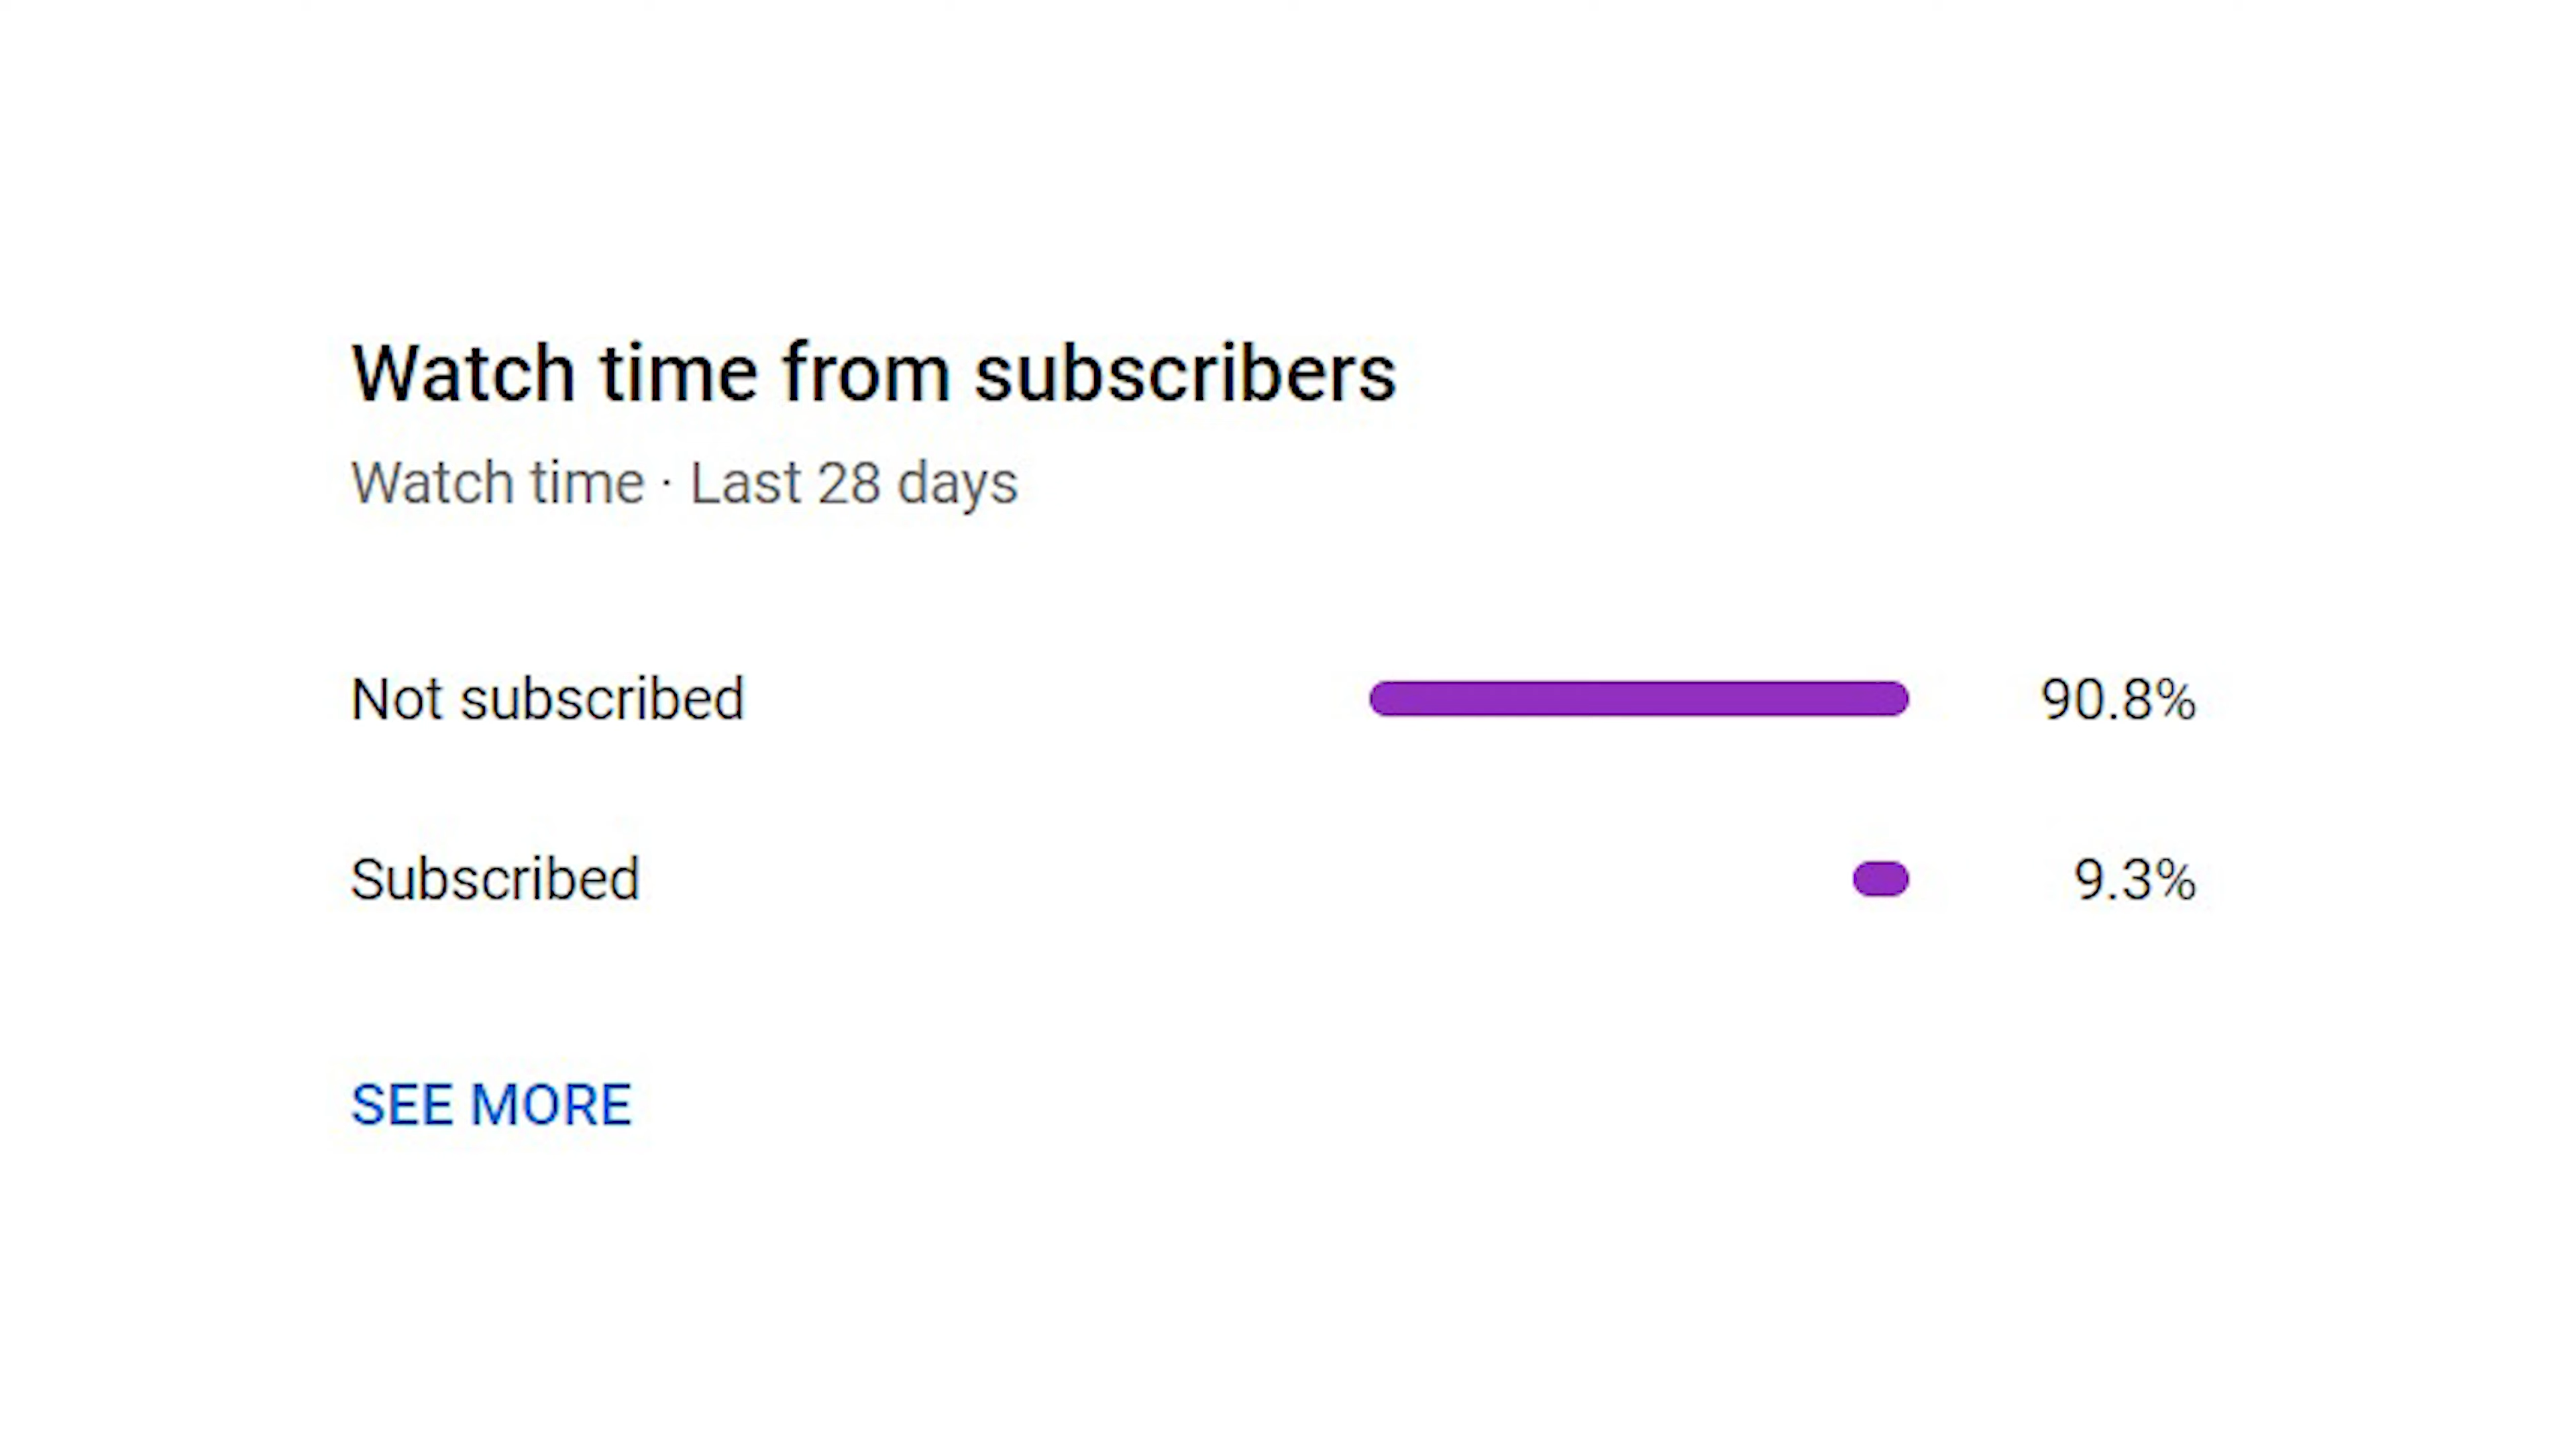 Watch time from subscribers
Watch time · Last 28 days
Not subscribed 90.8%
Subscribed 9.3%
SEE MORE